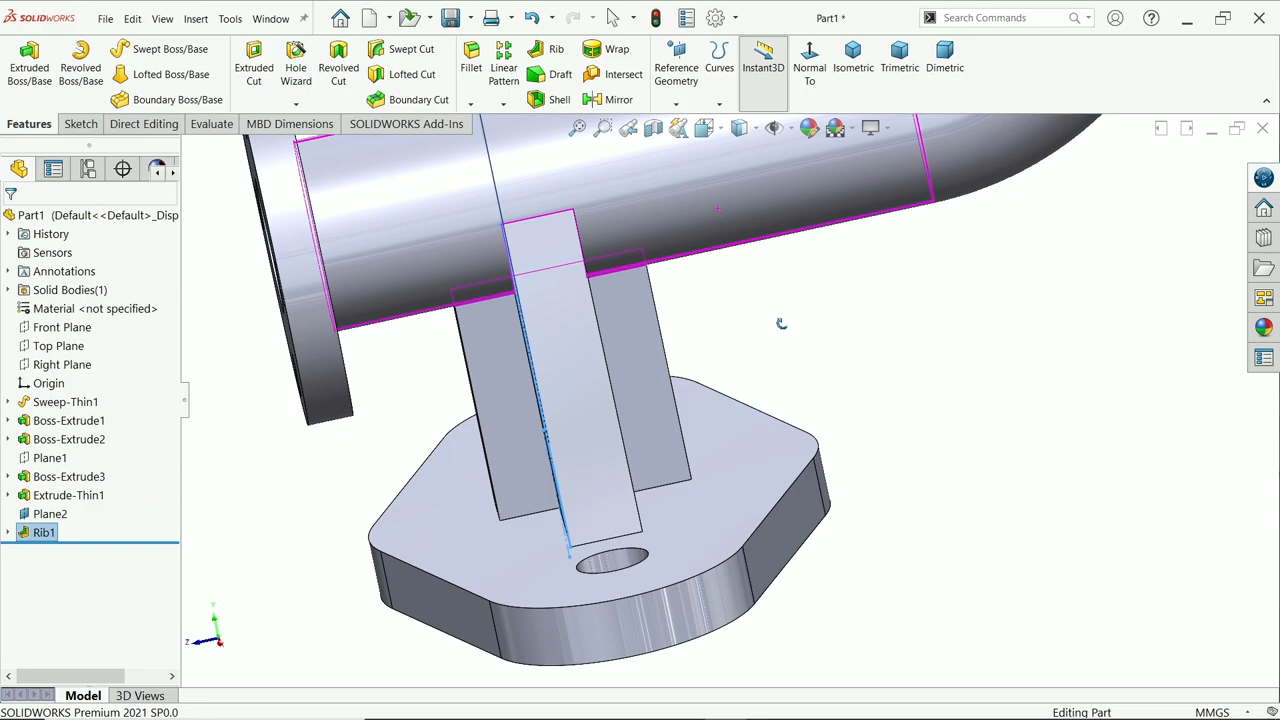 SOLIDWORKS File Edit View Insert Tools Window Part1 * Search Commands
Extruded Boss/Base
Revolved Boss/Base
Swept Boss/Base
Lofted Boss/Base
Boundary Boss/Base
Extruded Cut
Hole Wizard
Revolved Cut
Swept Cut
Lofted Cut
Boundary Cut
Fillet
Linear Pattern
Rib
Draft
Shell
Wrap
Intersect
Mirror
Reference Geometry
Curves
Instant3D
Normal To
Isometric
Trimetric
Dimetric
Features Sketch Direct Editing Evaluate MBD Dimensions SOLIDWORKS Add-Ins
Part1 (Default<<Default>_Disp
History
Sensors
Annotations
Solid Bodies(1)
Material <not specified>
Front Plane
Top Plane
Right Plane
Origin
Sweep-Thin1
Boss-Extrude1
Boss-Extrude2
Plane1
Boss-Extrude3
Extrude-Thin1
Plane2
Rib1
Y
Z
Model 3D Views
SOLIDWORKS Premium 2021 SP0.0 Editing Part MMGS